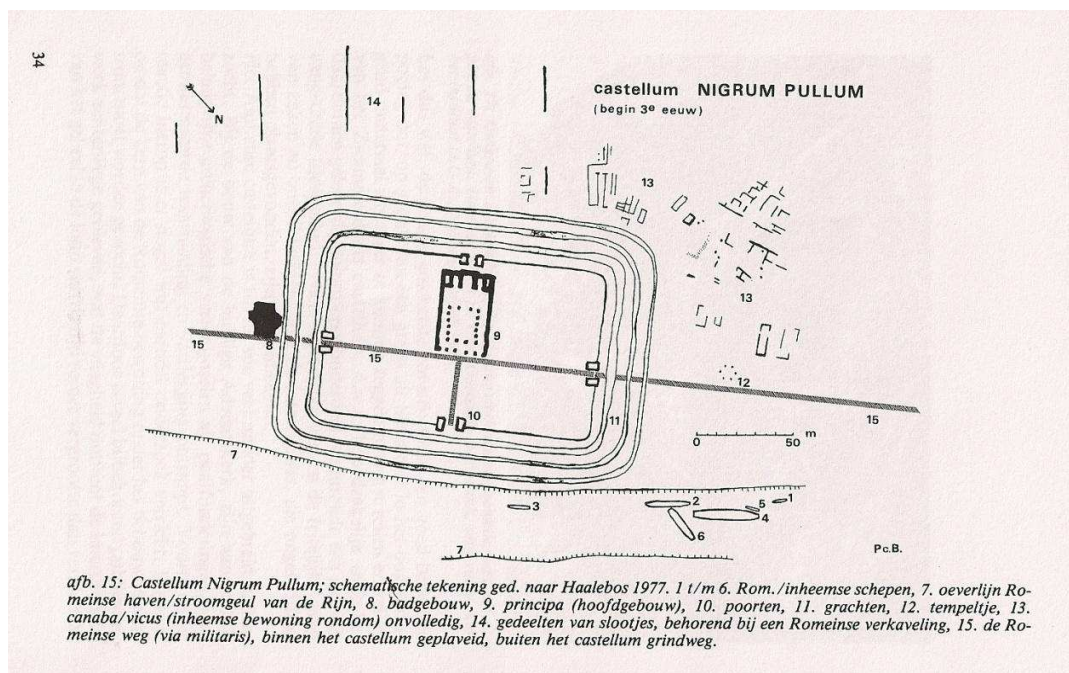 34
castellum NIGRUM PULLUM
(begin 3e eeuw)
N
14
13
13
9
15
8
15
12
10
11
15
0 50 m
7
1
2
5
3
4
6
7
Pc.B.
afb. 15: Castellum Nigrum Pullum; schematische tekening ged. naar Haalebos 1977. 1 t/m 6. Rom./inheemse schepen, 7. oeverlijn Ro-
meinse haven/stroomgeul van de Rijn, 8. badgebouw, 9. principa (hoofdgebouw), 10. poorten, 11. grachten, 12. tempeltje, 13.
canaba/vicus (inheemse bewoning rondom) onvolledig, 14. gedeelten van slootjes, behorend bij een Romeinse verkaveling, 15. de Ro-
meinse weg (via militaris), binnen het castellum geplaveid, buiten het castellum grindweg.